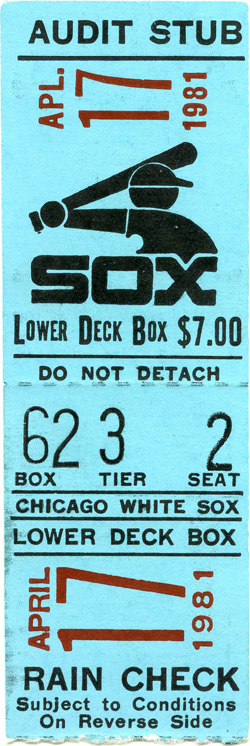 AUDIT STUB
APL. 17 1981
SOX
LOWER DECK BOX $7.00
DO NOT DETACH
62 3 2
BOX TIER SEAT
CHICAGO WHITE SOX
LOWER DECK BOX
APRIL 17 1981
RAIN CHECK
Subject to Conditions
On Reverse Side